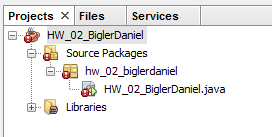 Projects Files Services
HW_02_BiglerDaniel
Source Packages
hw_02_biglerdaniel
HW_02_BiglerDaniel.java
Libraries